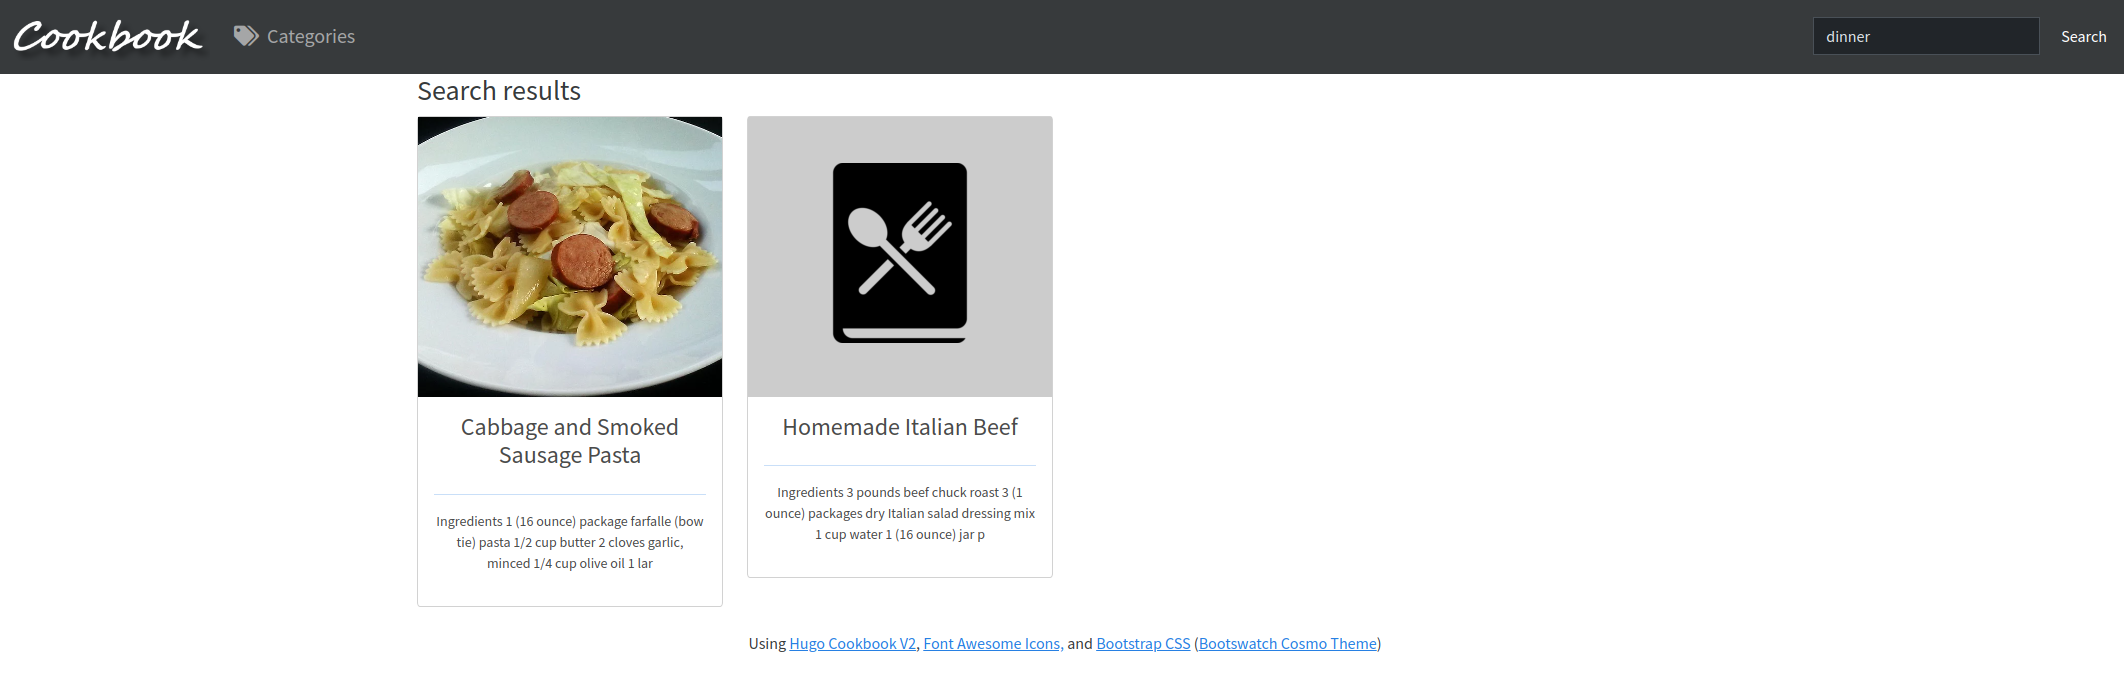 Cookbook Categories dinner Search
Search results
Cabbage and Smoked
Sausage Pasta
Ingredients 1 (16 ounce) package farfalle (bow
tie) pasta 1/2 cup butter 2 cloves garlic,
minced 1/4 cup olive oil 1 lar
Homemade Italian Beef
Ingredients 3 pounds beef chuck roast 3 (1
ounce) packages dry Italian salad dressing mix
1 cup water 1 (16 ounce) jar p
Using Hugo Cookbook V2, Font Awesome Icons, and Bootstrap CSS (Bootswatch Cosmo Theme)